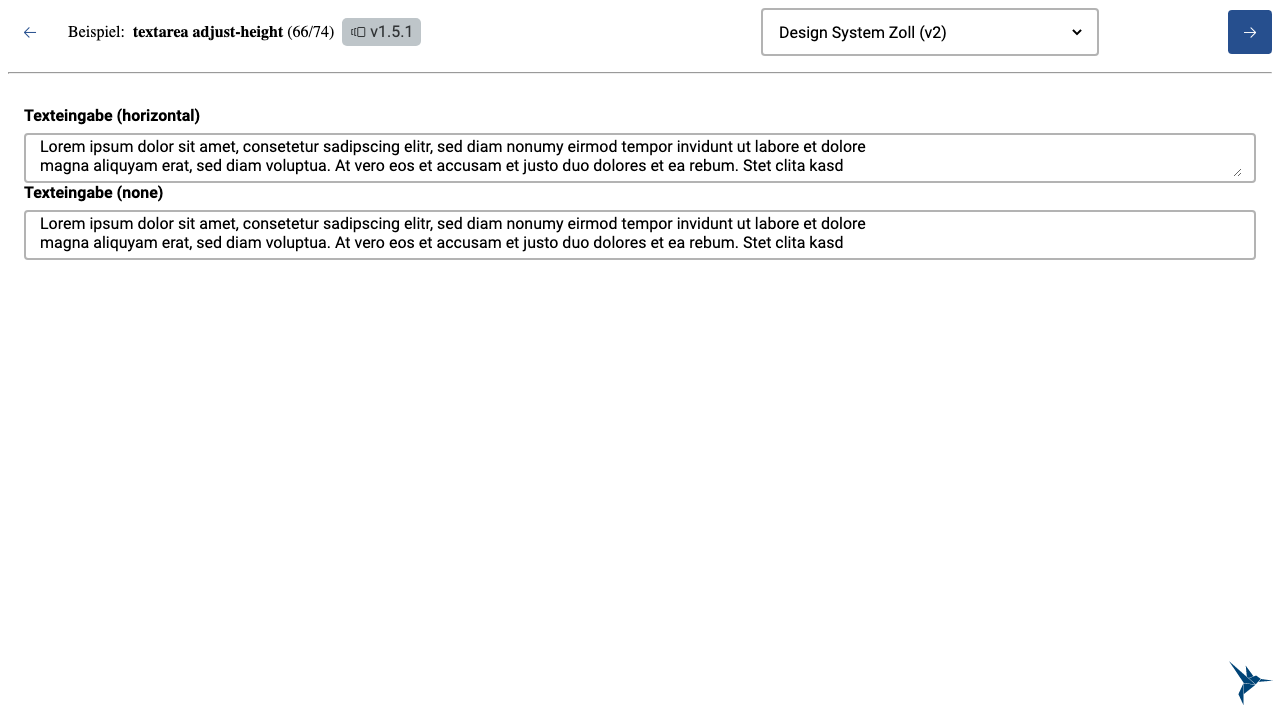 Beispiel: textarea adjust-height (66/74) v1.5.1 Design System Zoll (v2)
Texteingabe (horizontal)
Lorem ipsum dolor sit amet, consetetur sadipscing elitr, sed diam nonumy eirmod tempor invidunt ut labore et dolore
magna aliquyam erat, sed diam voluptua. At vero eos et accusam et justo duo dolores et ea rebum. Stet clita kasd
Texteingabe (none)
Lorem ipsum dolor sit amet, consetetur sadipscing elitr, sed diam nonumy eirmod tempor invidunt ut labore et dolore
magna aliquyam erat, sed diam voluptua. At vero eos et accusam et justo duo dolores et ea rebum. Stet clita kasd